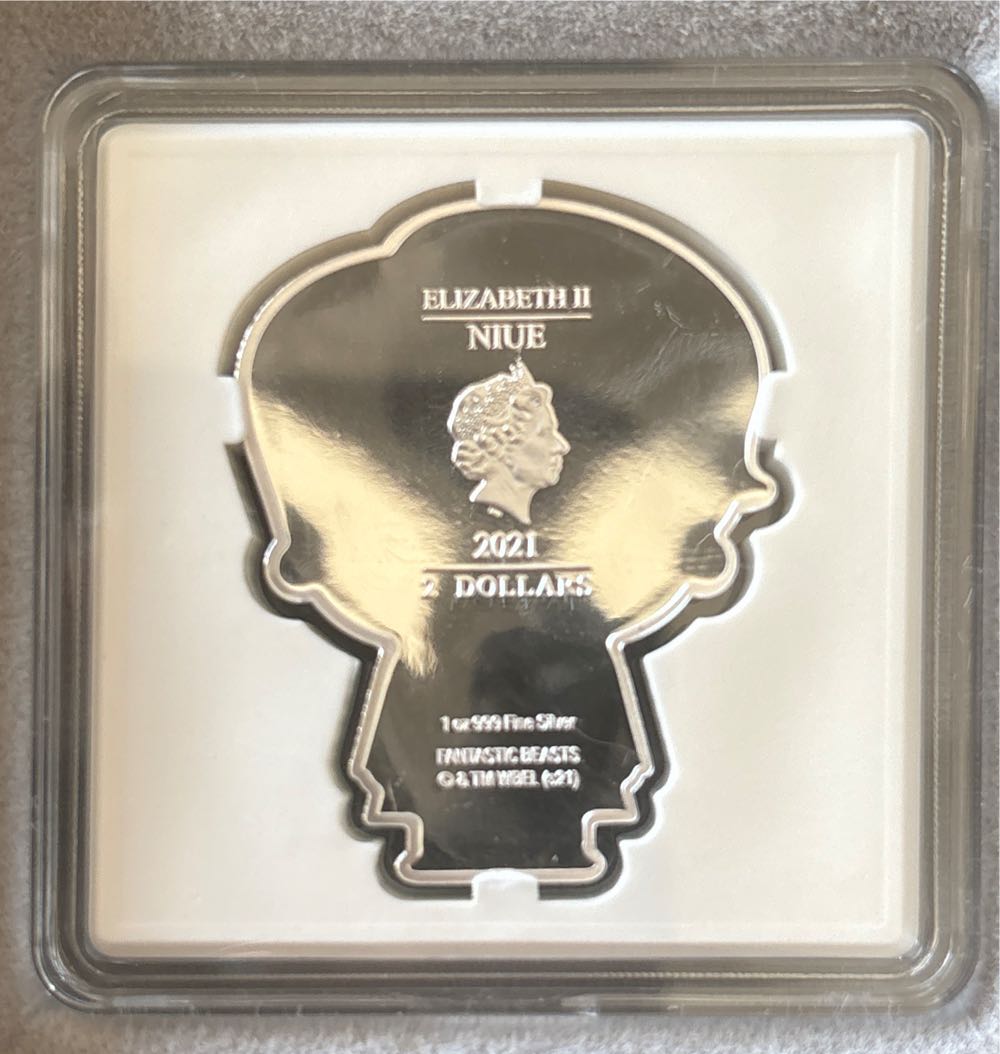 ELIZABETH II
NIUE
2021
2 DOLLARS
1 oz 999 Fine Silver
FANTASTIC BEASTS
© & TM WBEI. (s21)